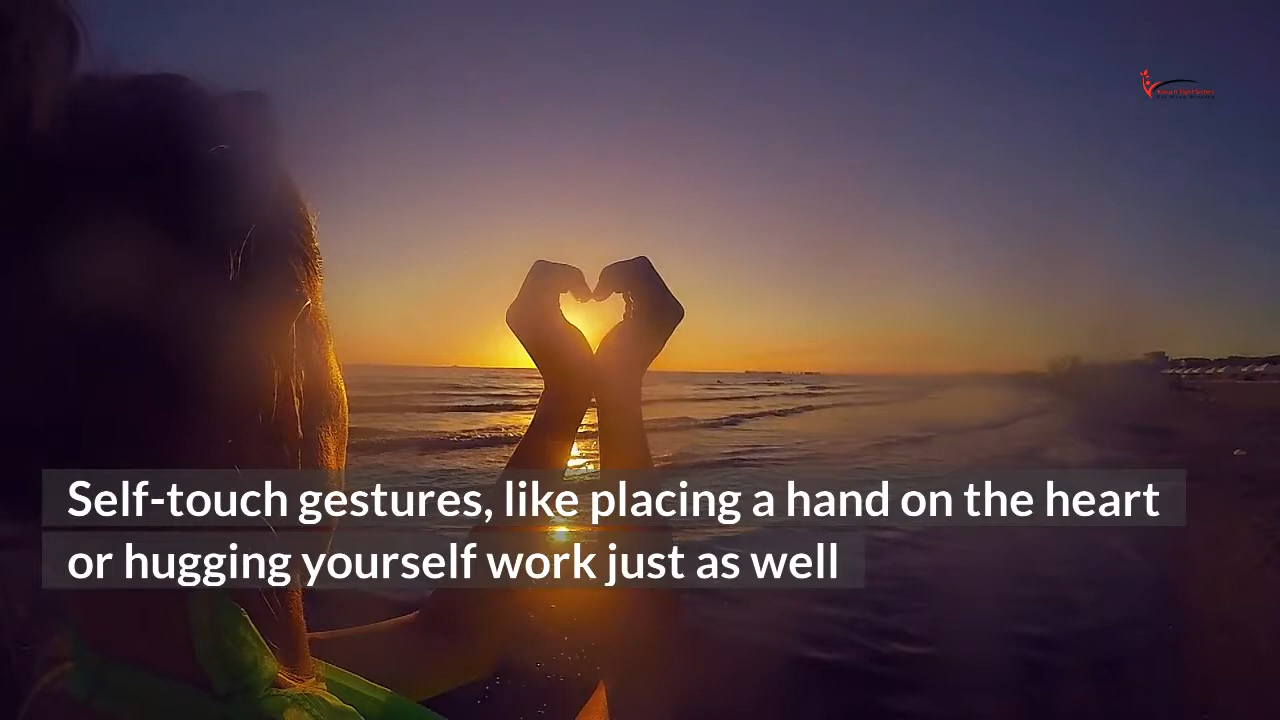 Self-touch gestures, like placing a hand on the heart
or hugging yourself work just as well